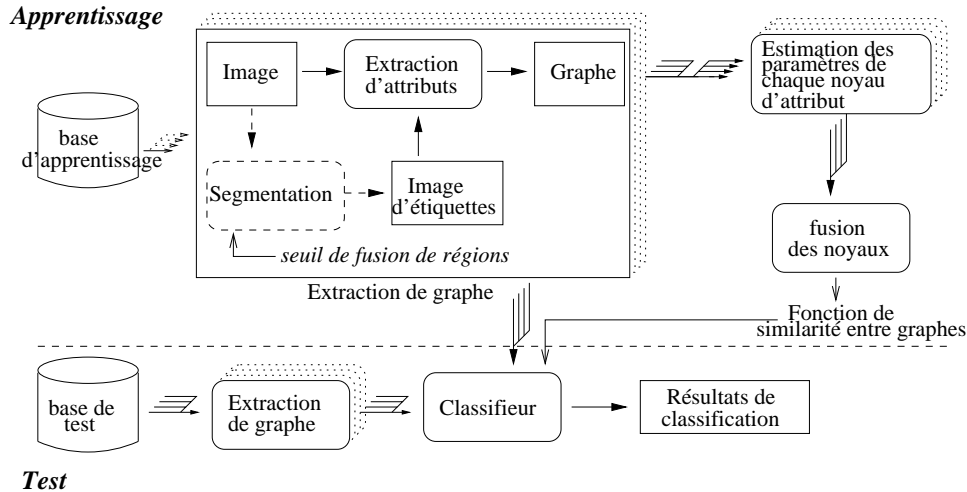 Apprentissage
Image
Extraction
d'attributs
Graphe
Estimation des
paramètres de
chaque noyau
d'attribut
base
d'apprentissage
Segmentation
Image
d'étiquettes
fusion
des noyaux
seuil de fusion de régions
Extraction de graphe
Fonction de
similarité entre graphes
base de
test
Extraction
de graphe
Classifieur
Résultats de
classification
Test